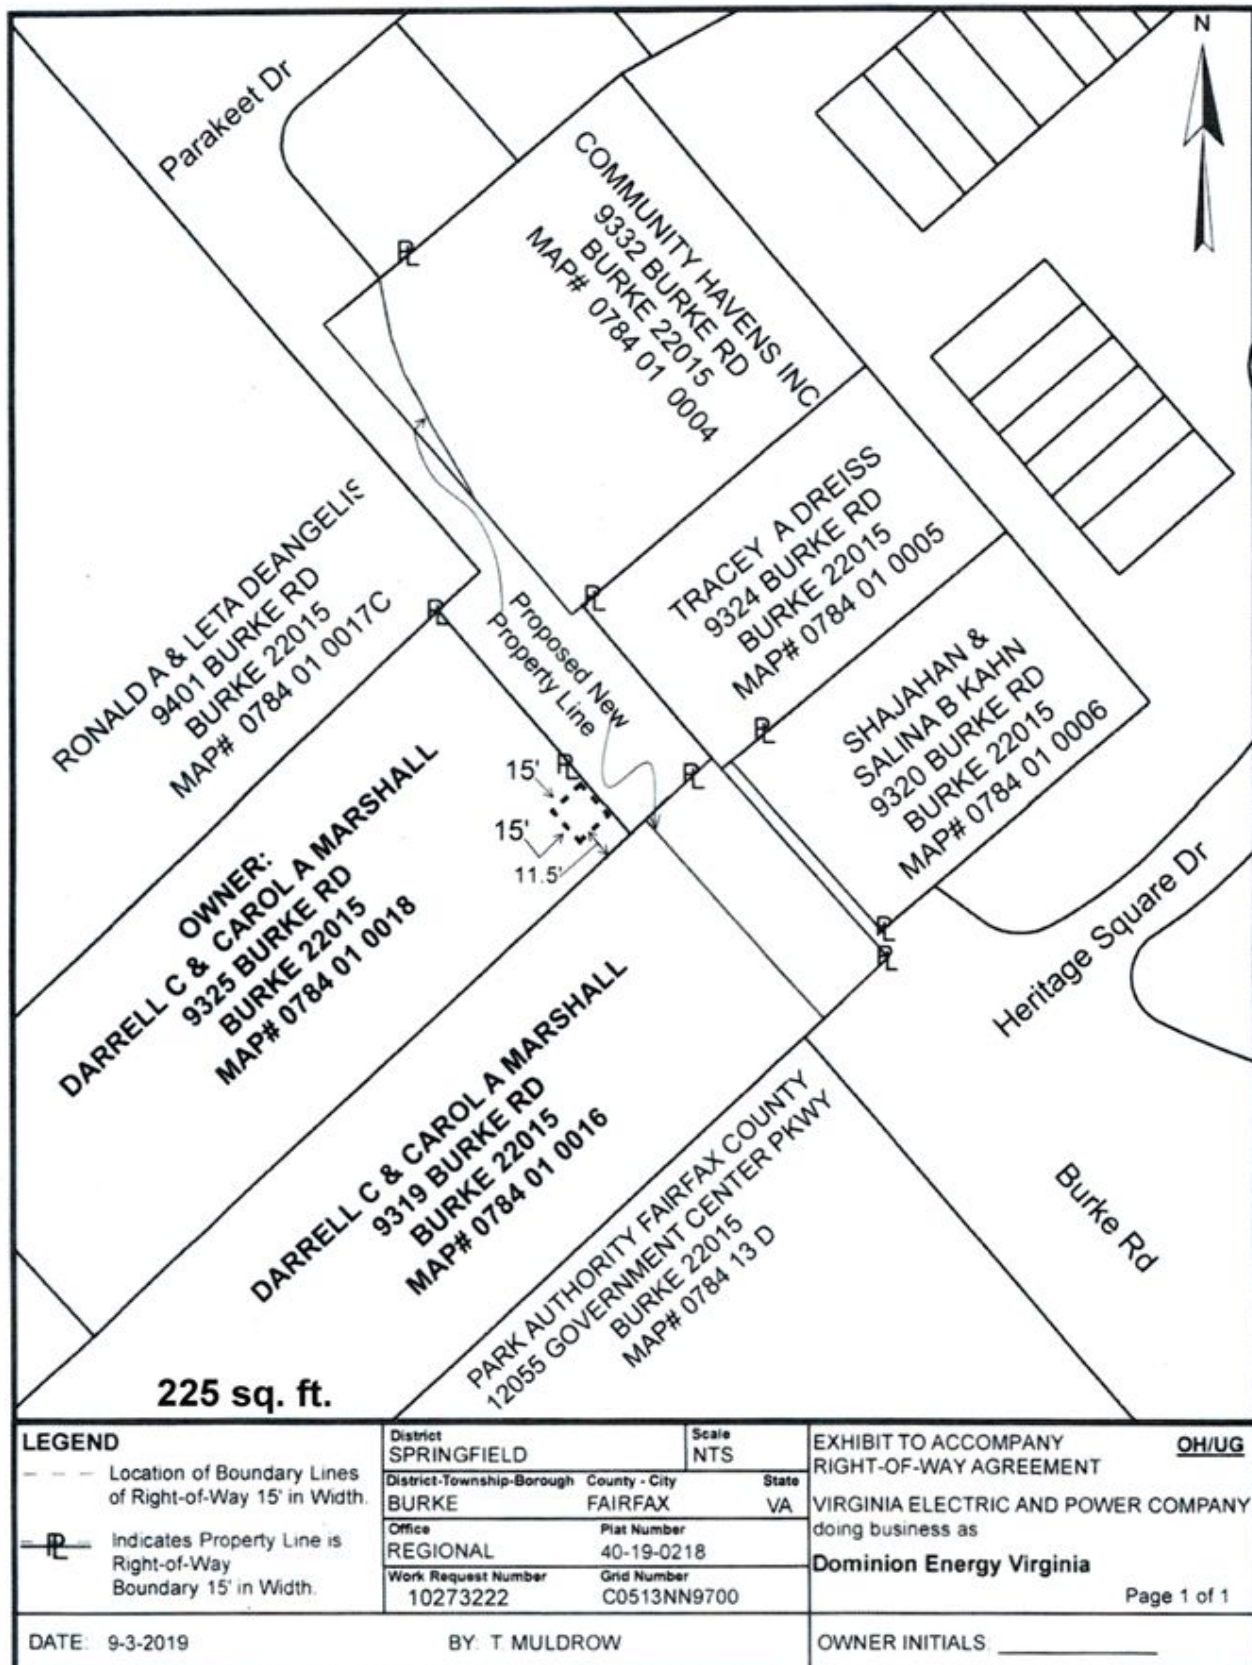 N
Parakeet Dr
COMMUNITY HAVENS INC
9332 BURKE RD
BURKE 22015
MAP# 0784 01 0004
TRACEY A DREISS
9324 BURKE RD
BURKE 22015
MAP# 0784 01 0005
RONALD A & LETA DEANGELIS
9401 BURKE RD
BURKE 22015
MAP# 0784 01 0017C
Proposed New
Property Line
SHAJAHAN &
SALINA B KAHN
9320 BURKE RD
BURKE 22015
MAP# 0784 01 0006
PL
PL
PL
PL
PL
PL
PL
PL
15'
15'
11.5'
OWNER:
DARRELL C & CAROL A MARSHALL
9325 BURKE RD
BURKE 22015
MAP# 0784 01 0018
Heritage Square Dr
DARRELL C & CAROL A MARSHALL
9319 BURKE RD
BURKE 22015
MAP# 0784 01 0016
PARK AUTHORITY FAIRFAX COUNTY
12055 GOVERNMENT CENTER PKWY
BURKE 22015
MAP# 0784 13 D
Burke Rd
225 sq. ft.
LEGEND
Location of Boundary Lines
of Right-of-Way 15' in Width.
PL
Indicates Property Line is
Right-of-Way
Boundary 15' in Width.
District
SPRINGFIELD
Scale
NTS
District-Township-Borough County - City State
BURKE FAIRFAX VA
Office
REGIONAL
Plat Number
40-19-0218
Work Request Number
10273222
Grid Number
C0513NN9700
EXHIBIT TO ACCOMPANY
RIGHT-OF-WAY AGREEMENT
OH/UG
VIRGINIA ELECTRIC AND POWER COMPANY
doing business as
Dominion Energy Virginia
Page 1 of 1
DATE: 9-3-2019
BY: T MULDROW
OWNER INITIALS: